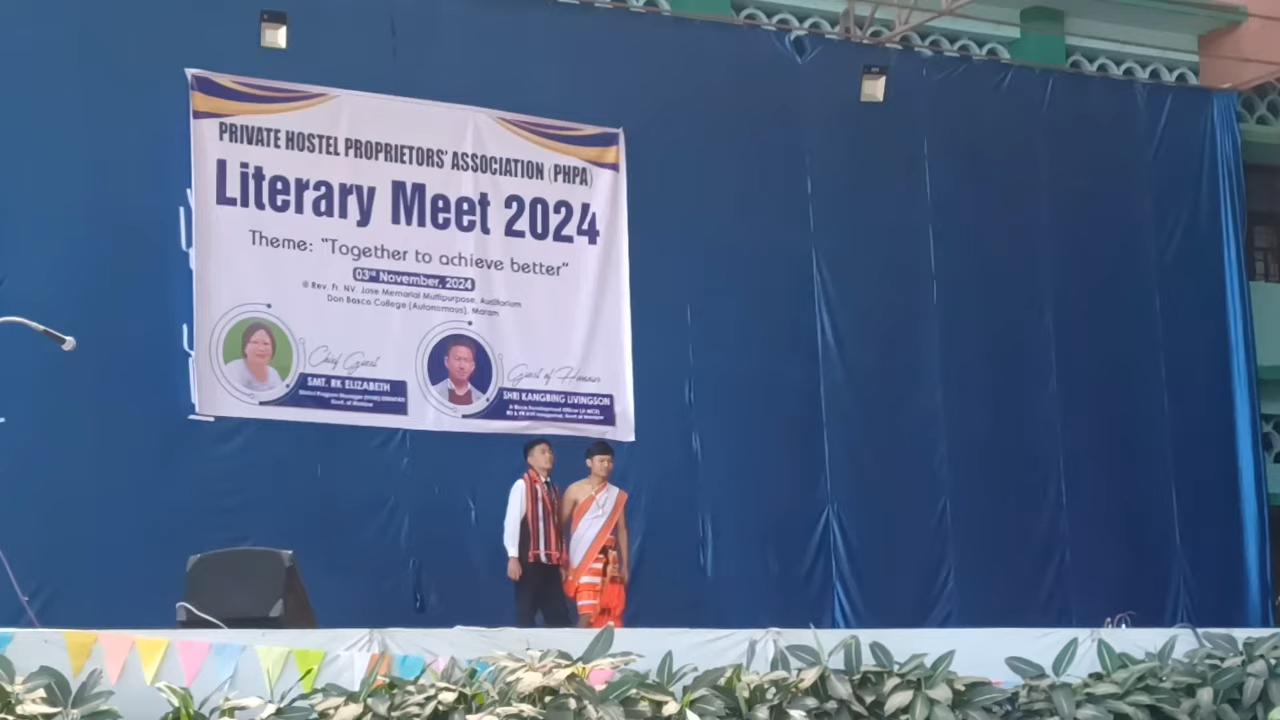 PRIVATE HOSTEL PROPRIETORS' ASSOCIATION (PHPA)
Literary Meet 2024
Theme: "Together to achieve better"
03rd November, 2024
@ Rev. Fr. NV. Jose Memorial Multipurpose, Auditorium
Don Bosco College (Autonomous), Maram
Chief Guest
SMT. RK ELIZABETH
Guest of Honour
SHRI KANGBING LIVINGSON